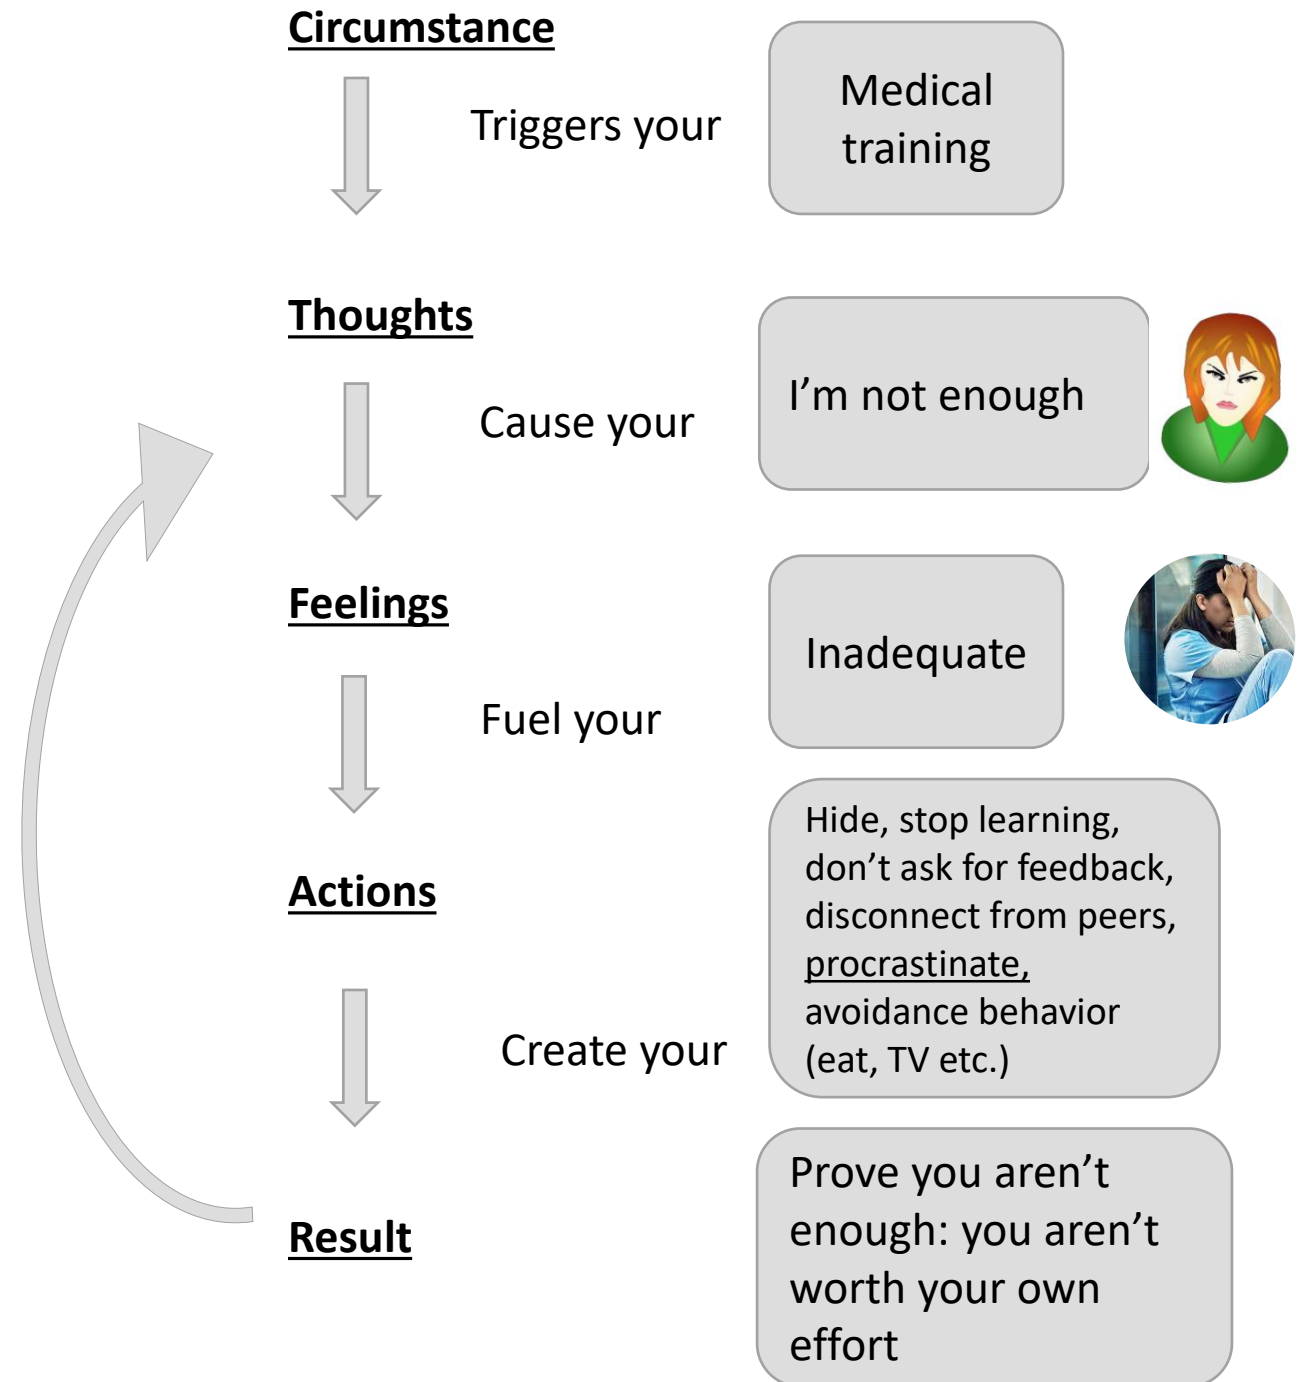 Circumstance
Triggers your
Medical
training
Thoughts
Cause your
I’m not enough
Feelings
Fuel your
Inadequate
Actions
Create your
Hide, stop learning,
don’t ask for feedback,
disconnect from peers,
procrastinate,
avoidance behavior
(eat, TV etc.)
Result
Prove you aren’t
enough: you aren’t
worth your own
effort